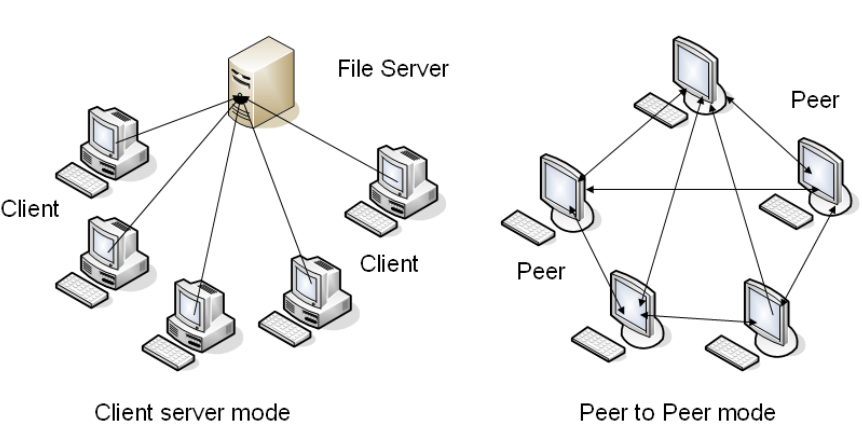 File Server
Client
Client
Client server mode
Peer
Peer
Peer to Peer mode